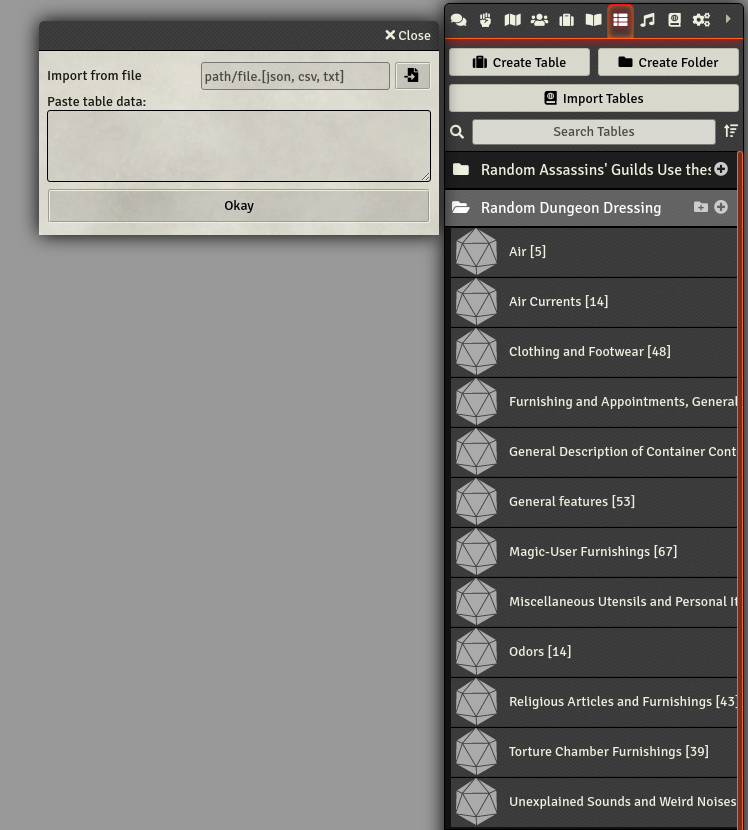 Close
Import from file
path/file.[json, csv, txt]
Paste table data:
Okay
Create Table
Create Folder
Import Tables
Search Tables
Random Assassins' Guilds Use thes
Random Dungeon Dressing
Air [5]
Air Currents [14]
Clothing and Footwear [48]
Furnishing and Appointments, General
General Description of Container Cont
General features [53]
Magic-User Furnishings [67]
Miscellaneous Utensils and Personal It
Odors [14]
Religious Articles and Furnishings [43]
Torture Chamber Furnishings [39]
Unexplained Sounds and Weird Noises